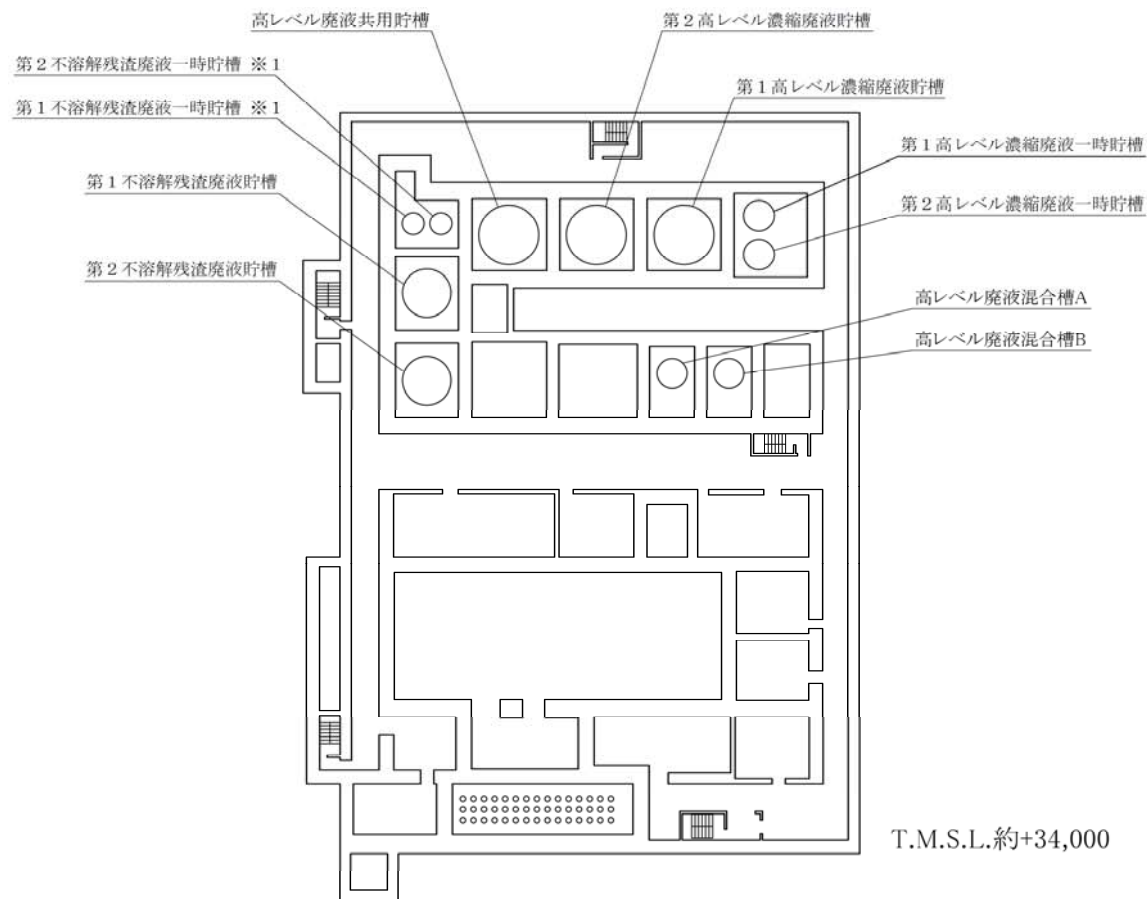 高レベル廃液共用貯槽
第2高レベル濃縮廃液貯槽
第2不溶解残渣廃液一時貯槽 ※1
第1高レベル濃縮廃液貯槽
第1不溶解残渣廃液一時貯槽 ※1
第1高レベル濃縮廃液一時貯槽
第1不溶解残渣廃液貯槽
第2高レベル濃縮廃液一時貯槽
第2不溶解残渣廃液貯槽
高レベル廃液混合槽A
高レベル廃液混合槽B
T.M.S.L.約+34,000